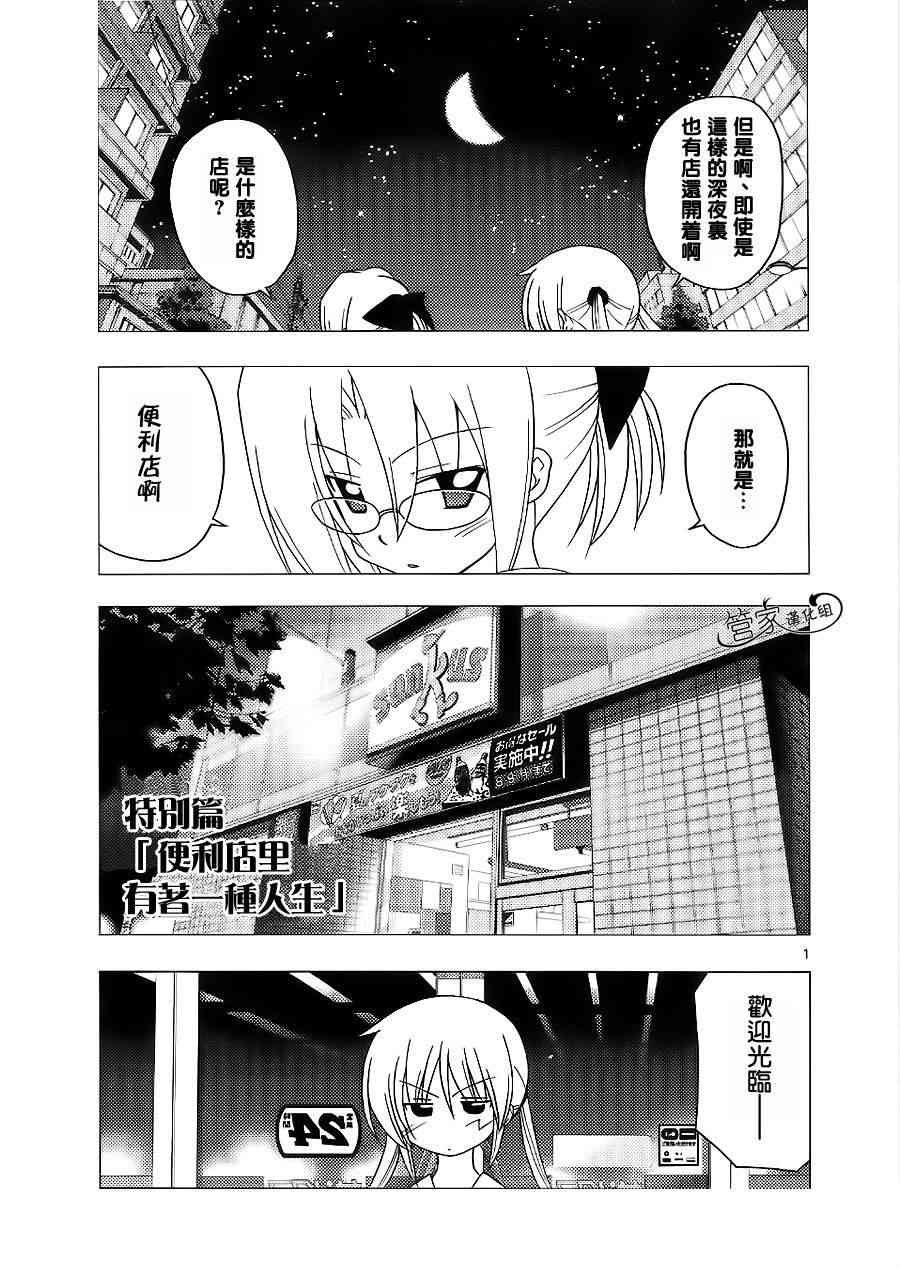 但是啊、即使是
這樣的深夜裏
也有店還開着啊
是什麼樣的
店呢？
那就是…
便利店啊
管家漢化組
sunkus
お得なセール
実施中!!
特別篇
「便利店里
有著一種人生」
1
歡迎光臨——
24